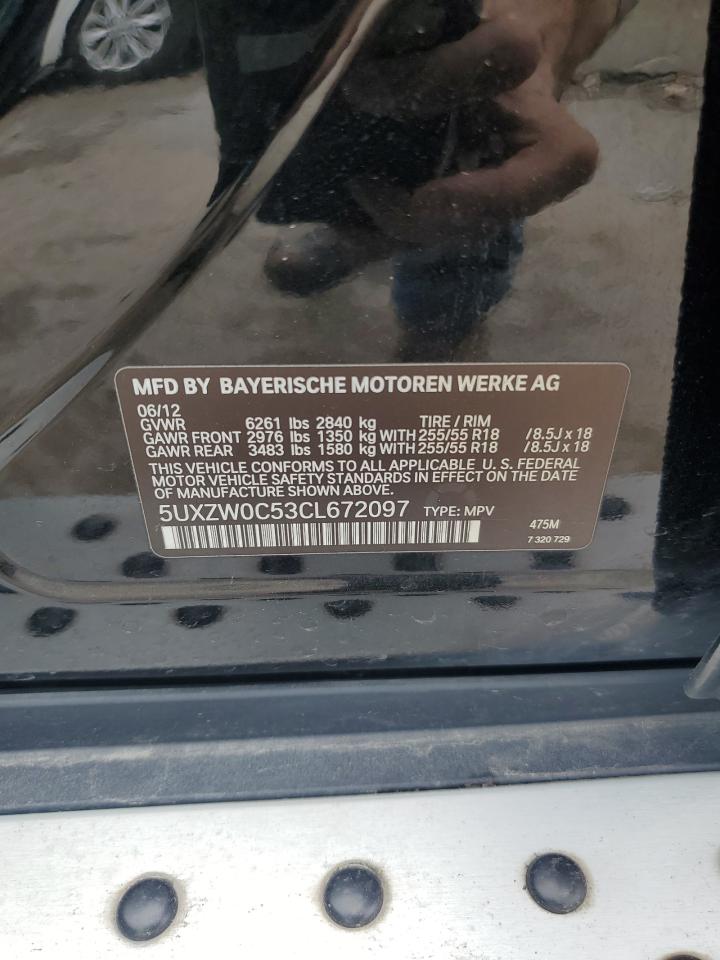 MFD BY BAYERISCHE MOTOREN WERKE AG
06/12
GVWR 6261 lbs 2840 kg TIRE / RIM
GAWR FRONT 2976 lbs 1350 kg WITH 255/55 R18 /8.5J x 18
GAWR REAR 3483 lbs 1580 kg WITH 255/55 R18 /8.5J x 18
THIS VEHICLE CONFORMS TO ALL APPLICABLE U. S. FEDERAL
MOTOR VEHICLE SAFETY STANDARDS IN EFFECT ON THE DATE
OF MANUFACTURE SHOWN ABOVE.
5UXZW0C53CL672097 TYPE: MPV
475M
7 320 729